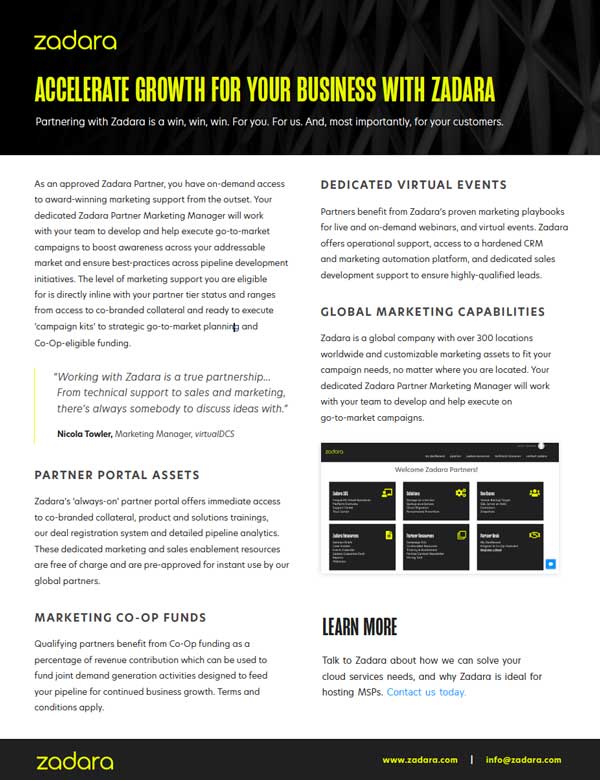 zadara
ACCELERATE GROWTH FOR YOUR BUSINESS WITH ZADARA
Partnering with Zadara is a win, win, win. For you. For us. And, most importantly, for your customers.
As an approved Zadara Partner, you have on-demand access
to award-winning marketing support from the outset. Your
dedicated Zadara Partner Marketing Manager will work
with your team to develop and help execute go-to-market
campaigns to boost awareness across your addressable
market and ensure best-practices across pipeline development
initiatives. The level of marketing support you are eligible
for is directly inline with your partner tier status and ranges
from access to co-branded collateral and ready to execute
‘campaign kits’ to strategic go-to-market planning and
Co-Op-eligible funding.
“Working with Zadara is a true partnership...
From technical support to sales and marketing,
there’s always somebody to discuss ideas with.”
Nicola Towler, Marketing Manager, virtualDCS
PARTNER PORTAL ASSETS
Zadara’s ‘always-on’ partner portal offers immediate access
to co-branded collateral, product and solutions trainings,
our deal registration system and detailed pipeline analytics.
These dedicated marketing and sales enablement resources
are free of charge and are pre-approved for instant use by our
global partners.
MARKETING CO-OP FUNDS
Qualifying partners benefit from Co-Op funding as a
percentage of revenue contribution which can be used to
fund joint demand generation activities designed to feed
your pipeline for continued business growth. Terms and
conditions apply.
DEDICATED VIRTUAL EVENTS
Partners benefit from Zadara’s proven marketing playbooks
for live and on-demand webinars, and virtual events. Zadara
offers operational support, access to a hardened CRM
and marketing automation platform, and dedicated sales
development support to ensure highly-qualified leads.
GLOBAL MARKETING CAPABILITIES
Zadara is a global company with over 300 locations
worldwide and customizable marketing assets to fit your
campaign needs, no matter where you are located. Your
dedicated Zadara Partner Marketing Manager will work
with your team to develop and help execute on
go-to-market campaigns.
zadara
Welcome Zadara Partners!
Zadara 101
Solutions
Use Cases
Zadara Resources
Partner Resources
Partner Desk
LEARN MORE
Talk to Zadara about how we can solve your
cloud services needs, and why Zadara is ideal for
hosting MSPs. Contact us today.
zadara
www.zadara.com | info@zadara.com